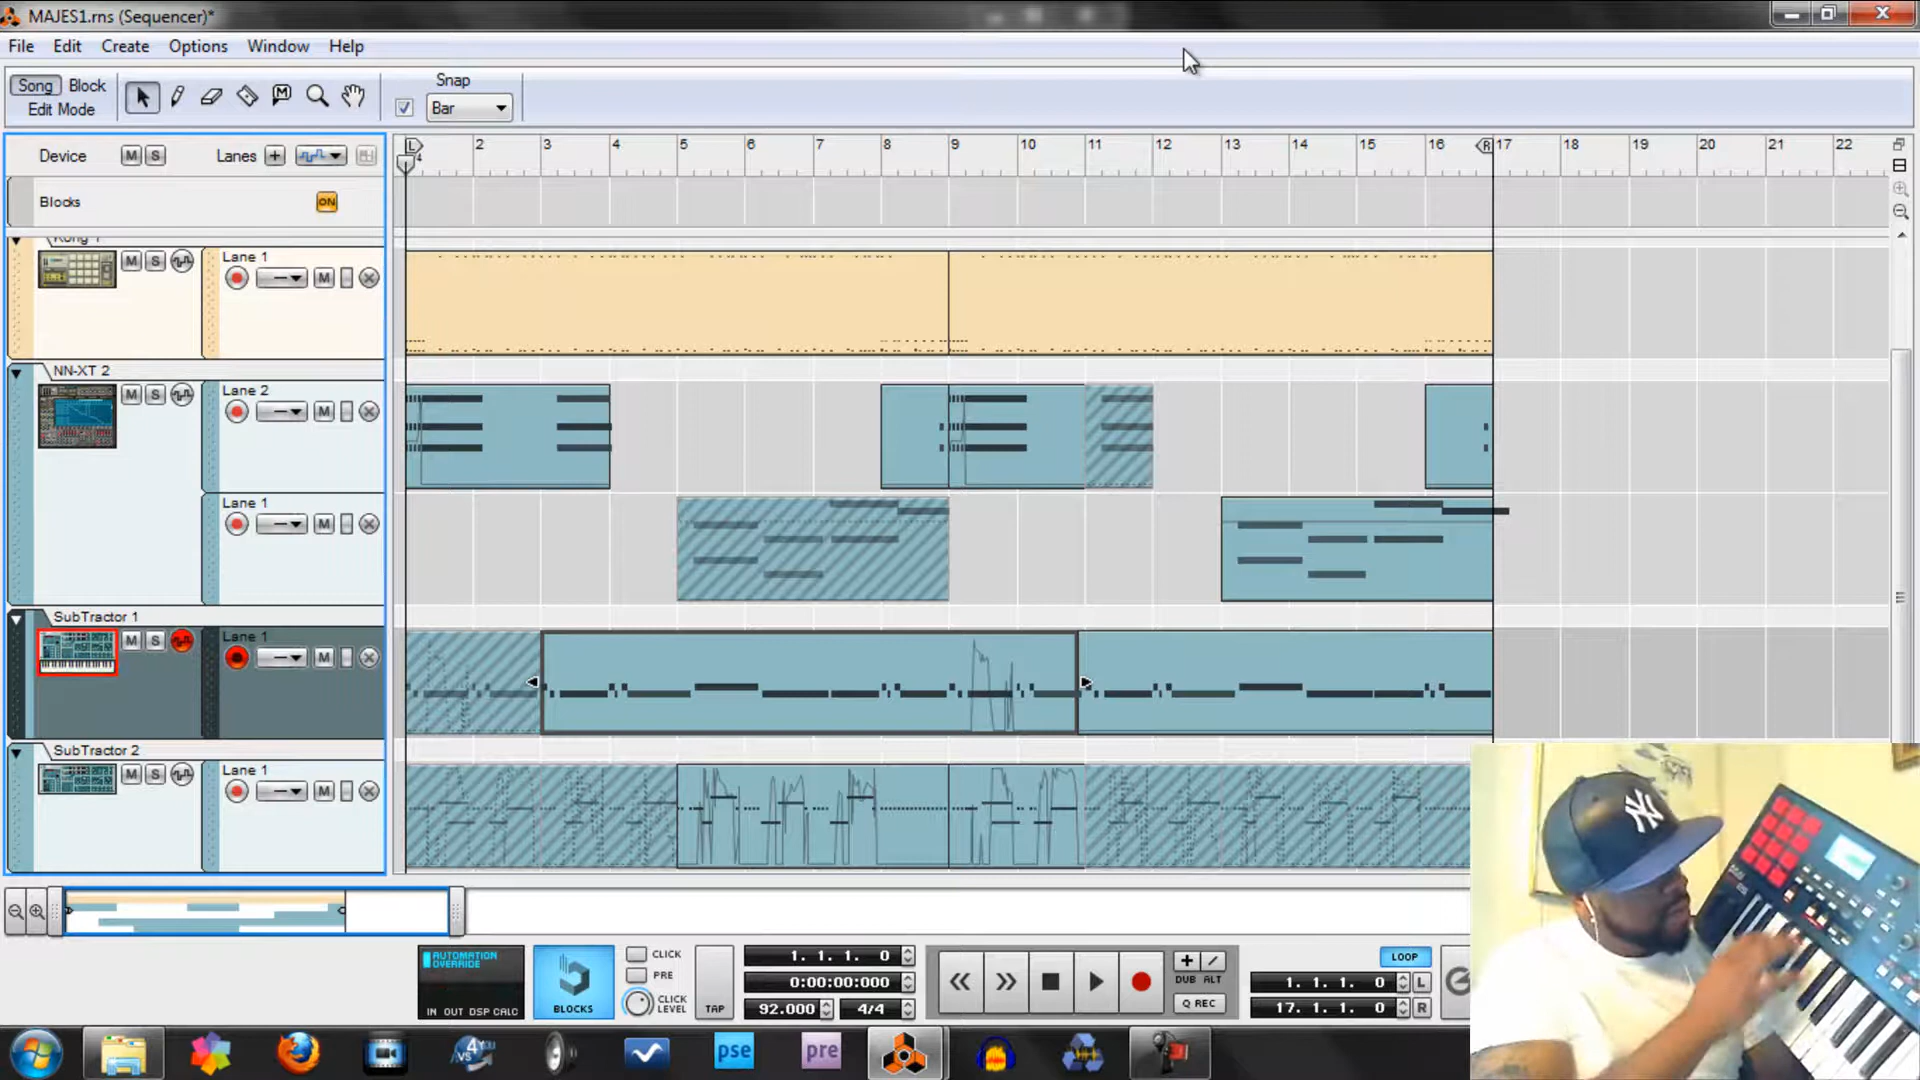 MAJES1.rns (Sequencer)*
File Edit Create Options Window Help
Song Block
Edit Mode
Snap
Bar
Device M S Lanes
L 2 3 4 5 6 7 8 9 10 11 12 13 14 15 16 R 17 18 19 20 21 22
Blocks ON
Kong 1
M S Lane 1
M
NN-XT 2
M S Lane 2
M
Lane 1
M
SubTractor 1
M S Lane 1
M
SubTractor 2
M S Lane 1
M
AUTOMATION
OVERRIDE
IN OUT DSP CALC
BLOCKS
CLICK
PRE
CLICK
LEVEL
TAP
1. 1. 1. 0
0:00:00:000
92.000 4/4
DUB ALT
Q REC
LOOP
1. 1. 1. 0 L
17. 1. 1. 0 R
4YOU
VS
pse
pre
NY